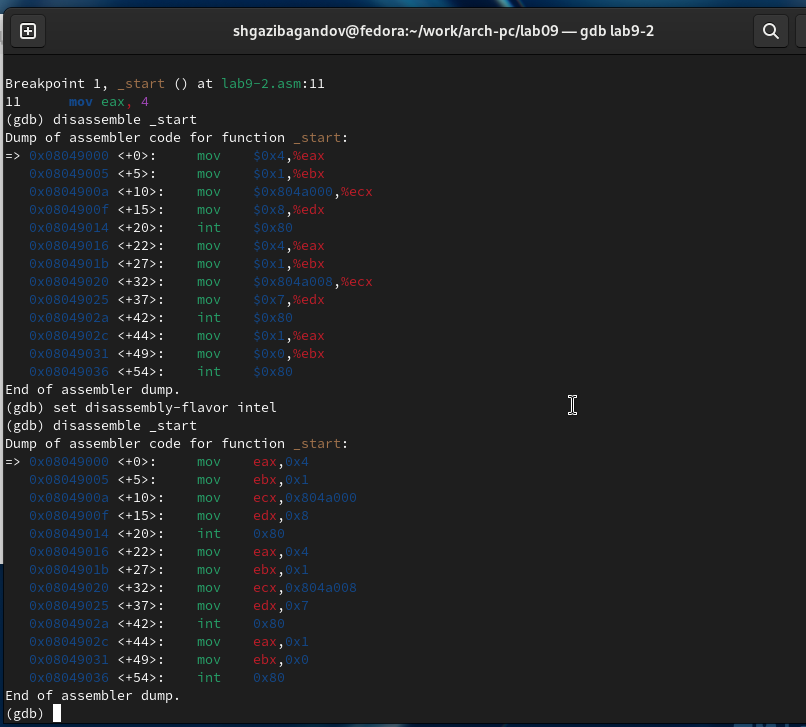 shgazibagandov@fedora:~/work/arch-pc/lab09 — gdb lab9-2
Breakpoint 1, _start () at lab9-2.asm:11
11      mov eax, 4
(gdb) disassemble _start
Dump of assembler code for function _start:
=> 0x08049000 <+0>:     mov    $0x4,%eax
   0x08049005 <+5>:     mov    $0x1,%ebx
   0x0804900a <+10>:    mov    $0x804a000,%ecx
   0x0804900f <+15>:    mov    $0x8,%edx
   0x08049014 <+20>:    int    $0x80
   0x08049016 <+22>:    mov    $0x4,%eax
   0x0804901b <+27>:    mov    $0x1,%ebx
   0x08049020 <+32>:    mov    $0x804a008,%ecx
   0x08049025 <+37>:    mov    $0x7,%edx
   0x0804902a <+42>:    int    $0x80
   0x0804902c <+44>:    mov    $0x1,%eax
   0x08049031 <+49>:    mov    $0x0,%ebx
   0x08049036 <+54>:    int    $0x80
End of assembler dump.
(gdb) set disassembly-flavor intel
(gdb) disassemble _start
Dump of assembler code for function _start:
=> 0x08049000 <+0>:     mov    eax,0x4
   0x08049005 <+5>:     mov    ebx,0x1
   0x0804900a <+10>:    mov    ecx,0x804a000
   0x0804900f <+15>:    mov    edx,0x8
   0x08049014 <+20>:    int    0x80
   0x08049016 <+22>:    mov    eax,0x4
   0x0804901b <+27>:    mov    ebx,0x1
   0x08049020 <+32>:    mov    ecx,0x804a008
   0x08049025 <+37>:    mov    edx,0x7
   0x0804902a <+42>:    int    0x80
   0x0804902c <+44>:    mov    eax,0x1
   0x08049031 <+49>:    mov    ebx,0x0
   0x08049036 <+54>:    int    0x80
End of assembler dump.
(gdb)